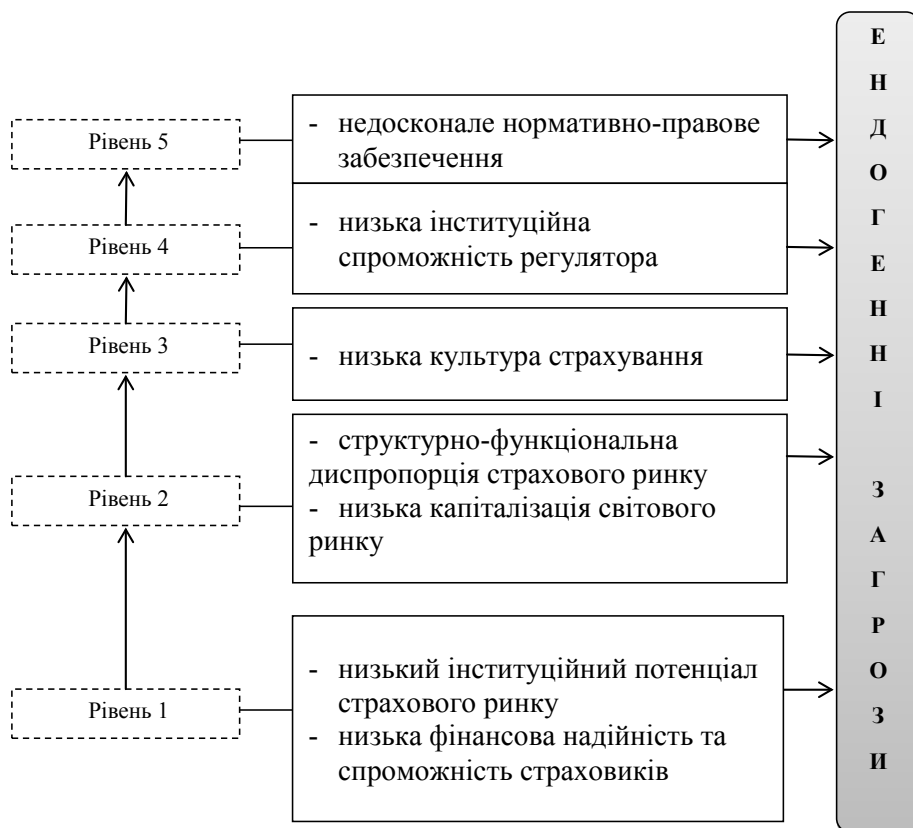 Рівень 5
- недосконале нормативно-правове
забезпечення
Рівень 4
- низька інституційна
спроможність регулятора
Рівень 3
- низька культура страхування
Рівень 2
- структурно-функціональна
диспропорція страхового ринку
- низька капіталізація світового
ринку
Рівень 1
- низький інституційний потенціал
страхового ринку
- низька фінансова надійність та
спроможність страховиків
ЕНДОГЕННІ ЗАГРОЗИ